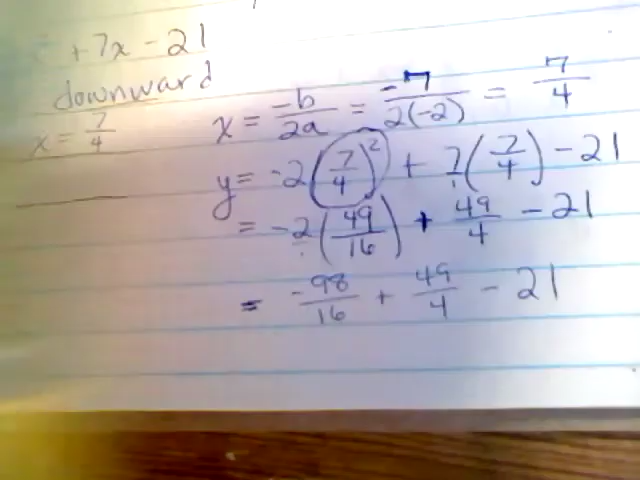 + 7x - 21
downward
x = 7/4
x = -b/2a = -7/2(-2) = 7/4
y = -2(7/4)² + 7(7/4) - 21
= -2(49/16) + 49/4 - 21
= -98/16 + 49/4 - 21